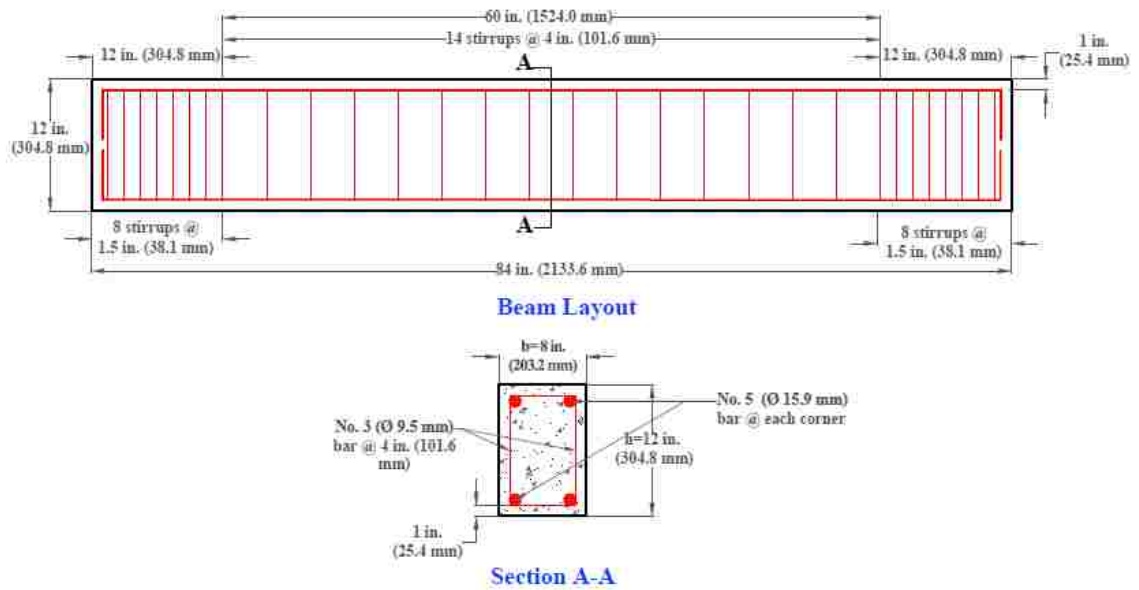 60 in. (1524.0 mm)
14 stirrups @ 4 in. (101.6 mm)
12 in. (304.8 mm)
A
12 in. (304.8 mm)
1 in.
(25.4 mm)
12 in.
(304.8 mm)
A
8 stirrups @
1.5 in. (38.1 mm)
8 stirrups @
1.5 in. (38.1 mm)
84 in. (2133.6 mm)
Beam Layout
b=8 in.
(203.2 mm)
No. 3 (Ø 9.5 mm)
bar @ 4 in. (101.6
mm)
No. 5 (Ø 15.9 mm)
bar @ each corner
h=12 in.
(304.8 mm)
1 in.
(25.4 mm)
Section A-A